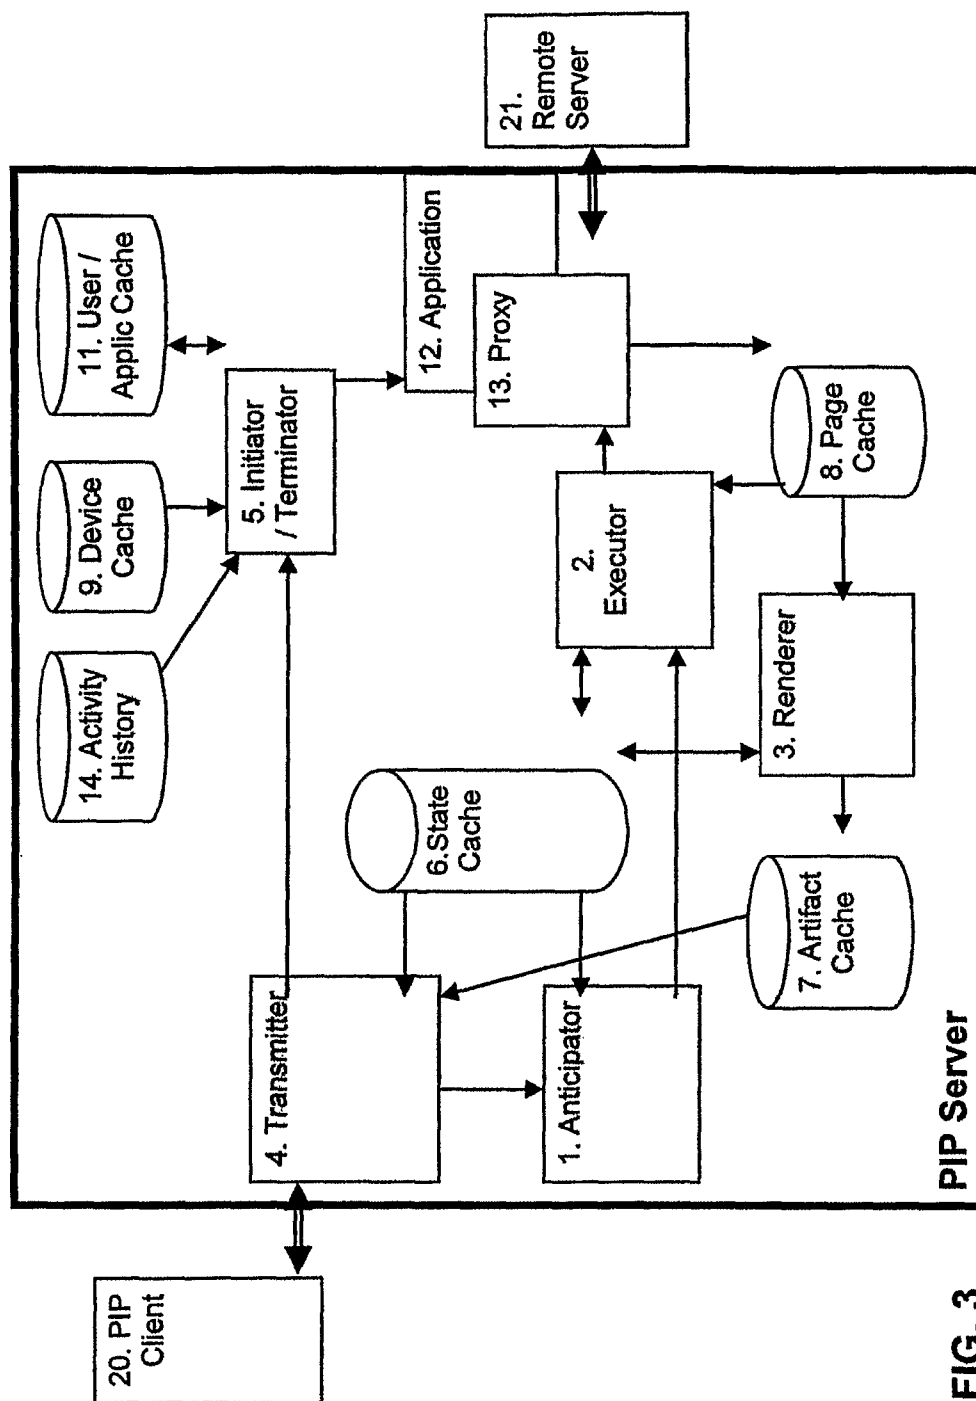 14. Activity
History
9. Device
Cache
11. User /
Applic Cache
20. PIP
Client
4. Transmitter
5. Initiator
/ Terminator
6.State
Cache
12. Application
13. Proxy
21.
Remote
Server
1. Anticipator
2.
Executor
7. Artifact
Cache
3. Renderer
8. Page
Cache
PIP Server
FIG. 3